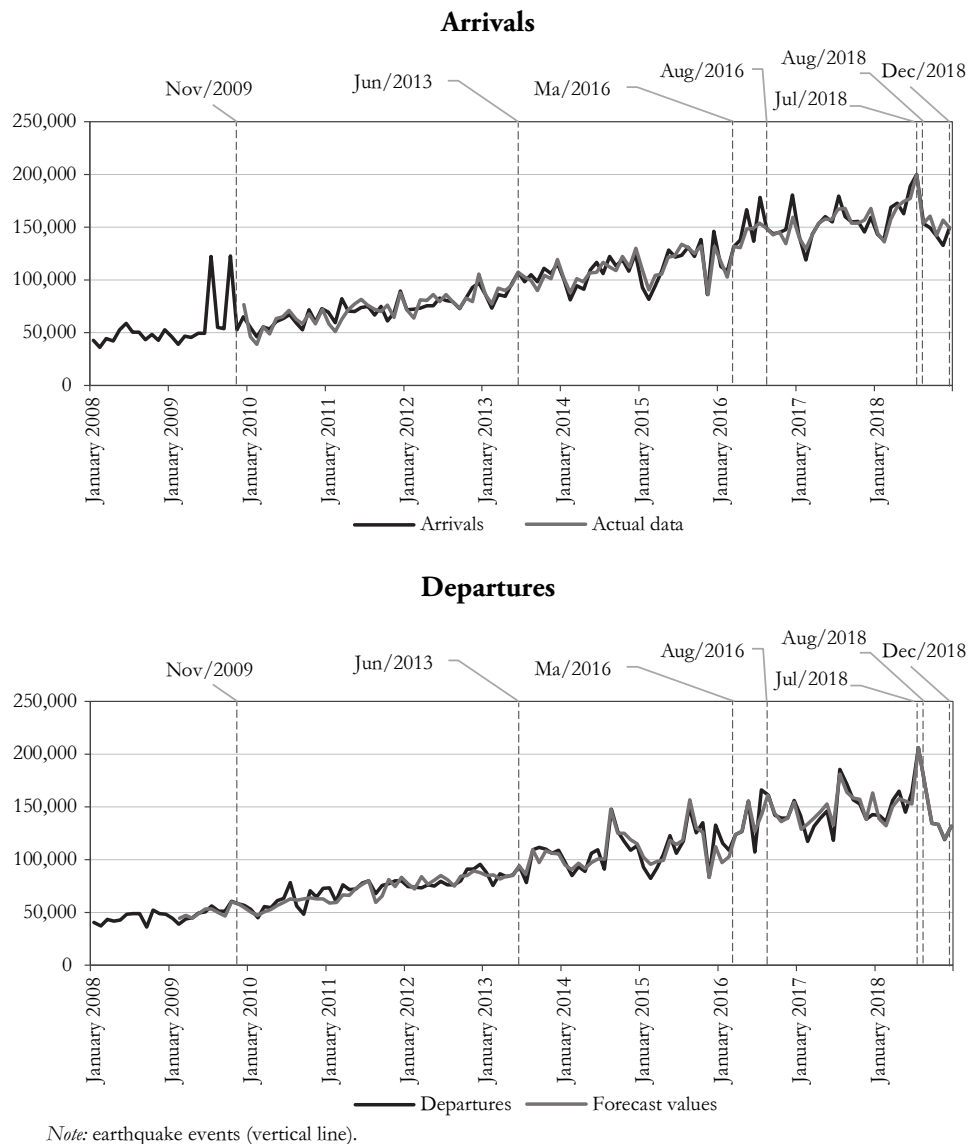 Arrivals
Nov/2009
Jun/2013
Ma/2016
Aug/2016
Aug/2018
Jul/2018
Dec/2018
250,000
200,000
150,000
100,000
50,000
0
January 2008
January 2009
January 2010
January 2011
January 2012
January 2013
January 2014
January 2015
January 2016
January 2017
January 2018
Arrivals
Actual data
Departures
Nov/2009
Jun/2013
Ma/2016
Aug/2016
Aug/2018
Jul/2018
Dec/2018
250,000
200,000
150,000
100,000
50,000
0
January 2008
January 2009
January 2010
January 2011
January 2012
January 2013
January 2014
January 2015
January 2016
January 2017
January 2018
Departures
Forecast values
Note: earthquake events (vertical line).